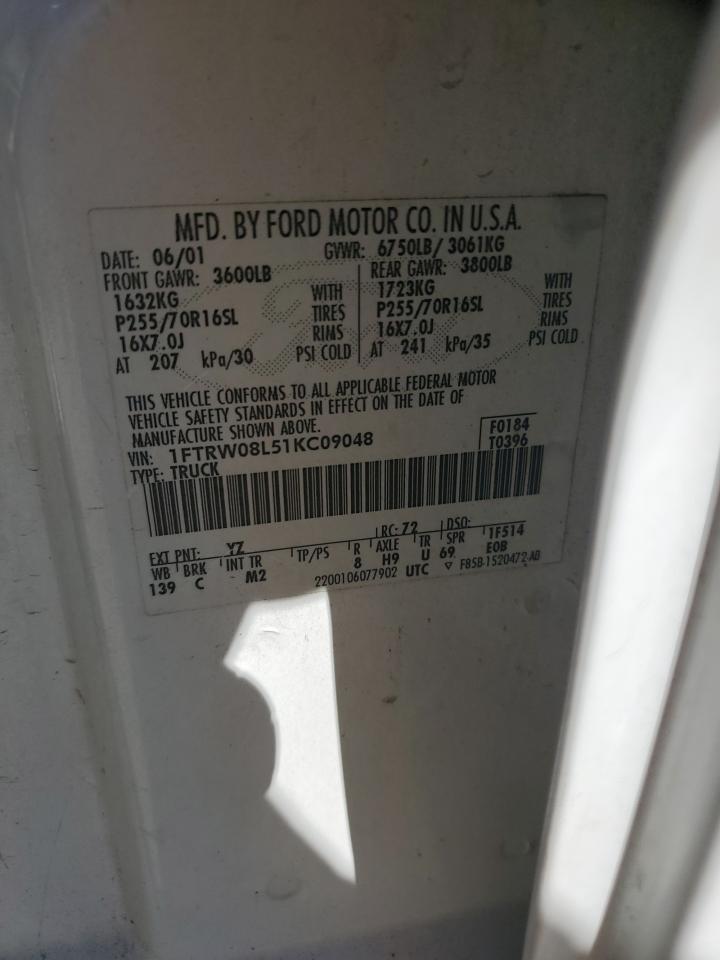 MFD. BY FORD MOTOR CO. IN U.S.A.
DATE: 06/01 GVWR: 6750LB/ 3061KG
FRONT GAWR: 3600LB REAR GAWR: 3800LB
1632KG WITH 1723KG WITH
P255/70R16SL TIRES P255/70R16SL TIRES
16X7.0J RIMS 16X7.0J RIMS
AT 207 kPa/30 PSI COLD AT 241 kPa/35 PSI COLD
THIS VEHICLE CONFORMS TO ALL APPLICABLE FEDERAL MOTOR
VEHICLE SAFETY STANDARDS IN EFFECT ON THE DATE OF
MANUFACTURE SHOWN ABOVE.
VIN: 1FTRW08L51KC09048 F0184
TYPE: TRUCK T0396
EXT PNT: YZ RC: 72 DSO:
WB BRK INT TR TP/PS R AXLE TR SPR 1F514
139 C - M2 8 H9 U 69 EOB
2200106077902 UTC ▽ F85B-1520472-AB